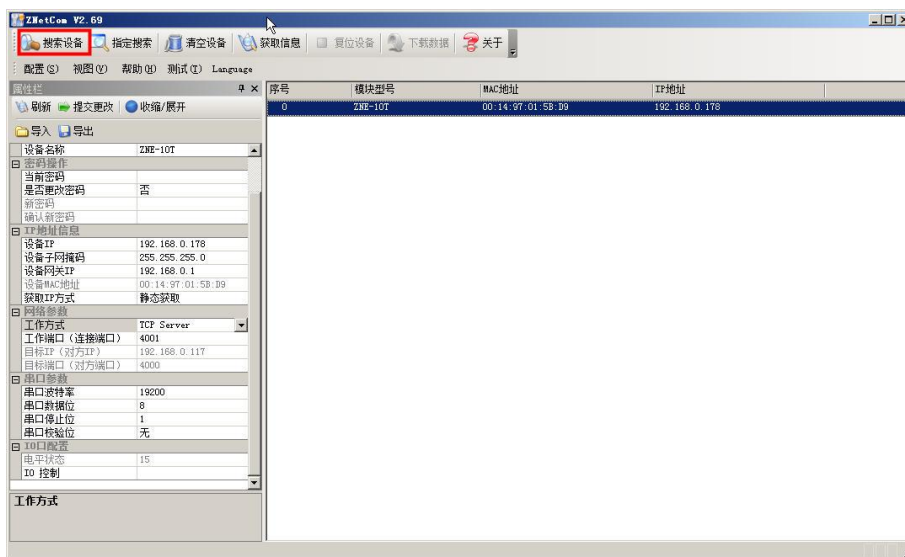 ZNetCom V2.69
搜索设备 指定搜索 清空设备 获取信息 复位设备 下载数据 关于
配置(S) 视图(V) 帮助(H) 测试(T) Language
属性栏
刷新 提交更改 收缩/展开
导入 导出
序号 模块型号 MAC地址 IP地址
0 ZNE-10T 00:14:97:01:5B:D9 192.168.0.178
设备名称 ZNE-10T
密码操作
当前密码
是否更改密码 否
新密码
确认新密码
IP地址信息
设备IP 192.168.0.178
设备子网掩码 255.255.255.0
设备网关IP 192.168.0.1
设备MAC地址 00:14:97:01:5B:D9
获取IP方式 静态获取
网络参数
工作方式 TCP Server
工作端口（连接端口） 4001
目标IP（对方IP） 192.168.0.117
目标端口（对方端口） 4000
串口参数
串口波特率 19200
串口数据位 8
串口停止位 1
串口校验位 无
IO口配置
电平状态 15
IO 控制
工作方式